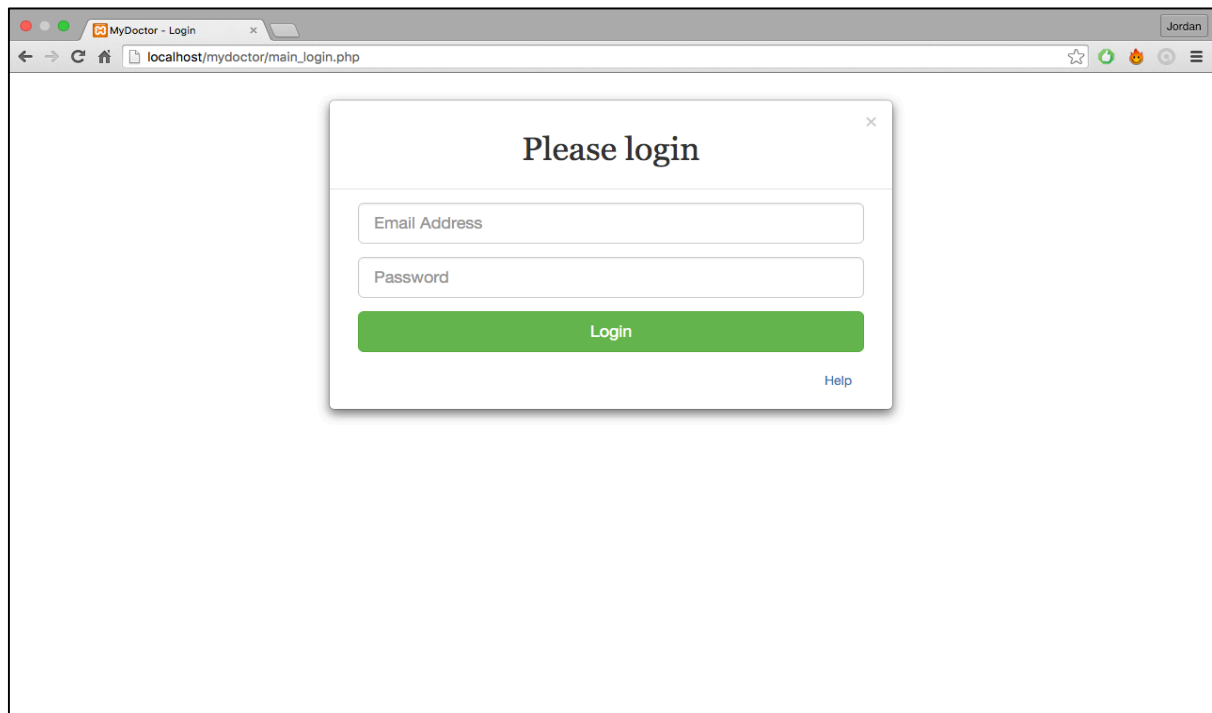 MyDoctor - Login
Jordan
localhost/mydoctor/main_login.php
Please login
Email Address
Password
Login
Help